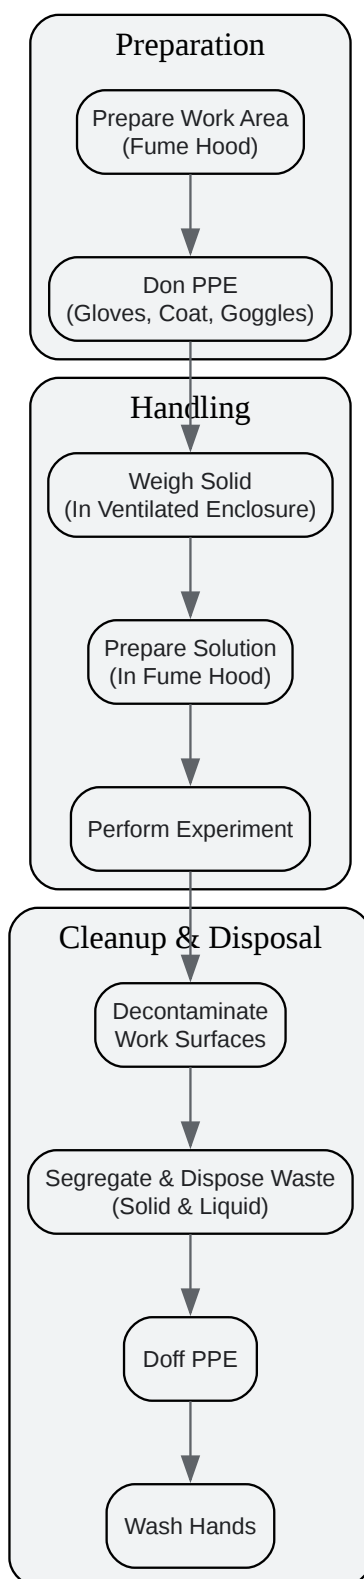 Preparation
Prepare Work Area
(Fume Hood)
Don PPE
(Gloves, Coat, Goggles)
Handling
Weigh Solid
(In Ventilated Enclosure)
Prepare Solution
(In Fume Hood)
Perform Experiment
Cleanup & Disposal
Decontaminate
Work Surfaces
Segregate & Dispose Waste
(Solid & Liquid)
Doff PPE
Wash Hands